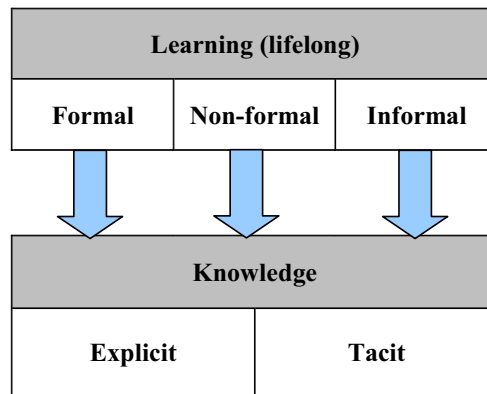 Learning (lifelong)
Formal Non-formal Informal
Knowledge
Explicit Tacit